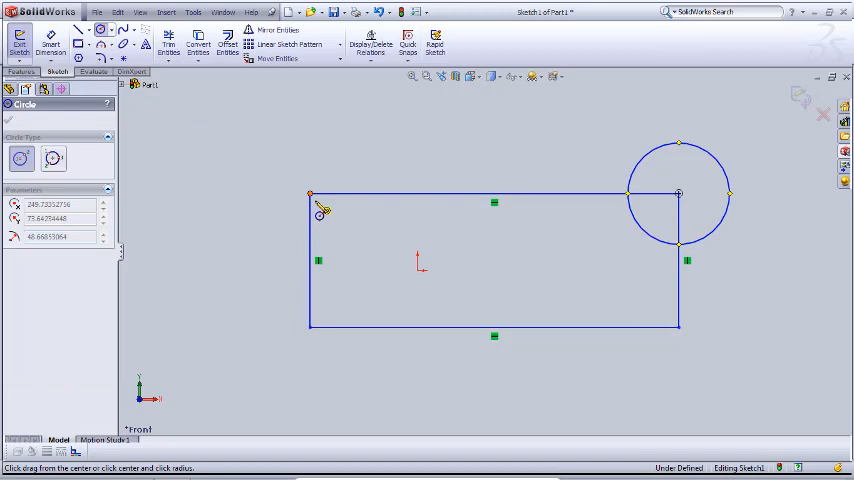 SolidWorks File Edit View Insert Tools Window Help Sketch1 of Part1 * SolidWorks Search
Exit Sketch Smart Dimension Trim Entities Convert Entities Offset Entities Mirror Entities Linear Sketch Pattern Move Entities Display/Delete Relations Quick Snaps Rapid Sketch
Features Sketch Evaluate DimXpert
Part1
Circle ?
Circle Type
Parameters
249.73352756
73.64234448
48.66853064
Y
X
*Front
Model Motion Study 1
Click drag from the center or click center and click radius. Under Defined Editing Sketch1